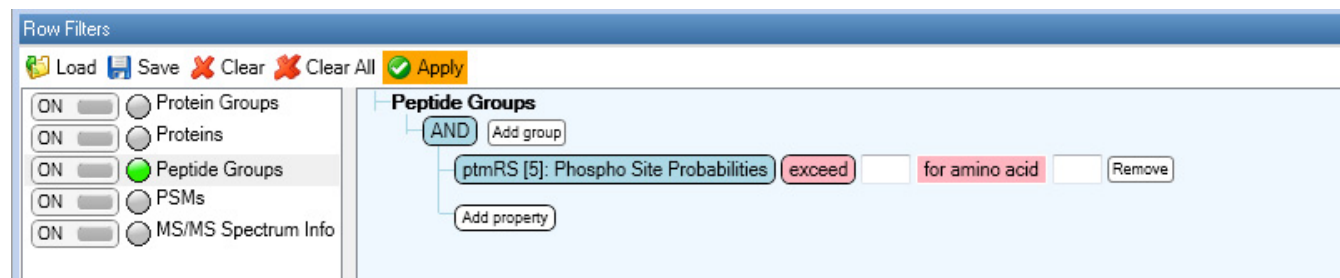 Row Filters
Load Save Clear Clear All Apply
ON Protein Groups
ON Proteins
ON Peptide Groups
ON PSMs
ON MS/MS Spectrum Info
Peptide Groups
AND Add group
ptmRS [5]: Phospho Site Probabilities exceed for amino acid Remove
Add property